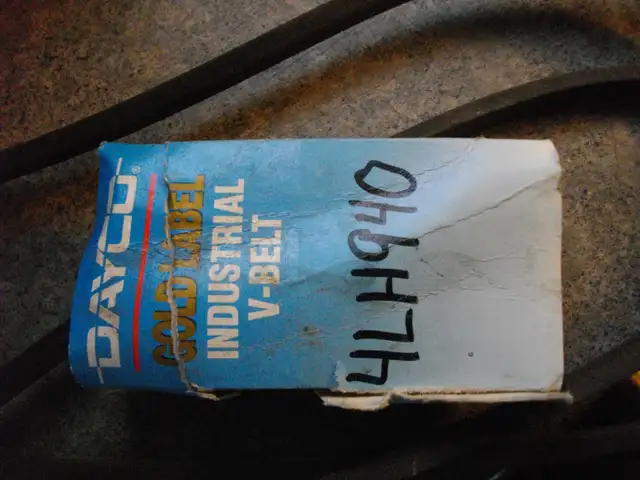 DAYCO®
GOLD LABEL
INDUSTRIAL
V-BELT
4LH940